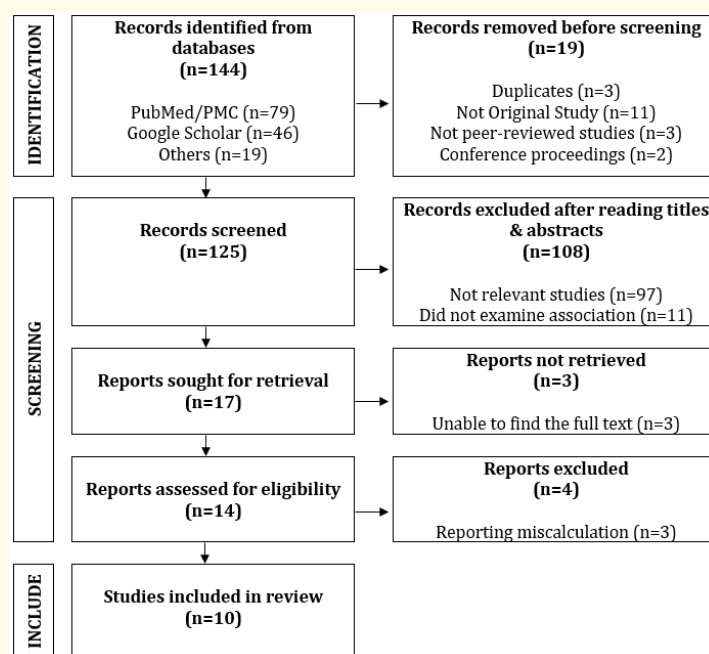 IDENTIFICATION
Records identified from
databases
(n=144)
PubMed/PMC (n=79)
Google Scholar (n=46)
Others (n=19)
Records removed before screening
(n=19)
Duplicates (n=3)
Not Original Study (n=11)
Not peer-reviewed studies (n=3)
Conference proceedings (n=2)
SCREENING
Records screened
(n=125)
Records excluded after reading titles
& abstracts
(n=108)
Not relevant studies (n=97)
Did not examine association (n=11)
Reports sought for retrieval
(n=17)
Reports not retrieved
(n=3)
Unable to find the full text (n=3)
Reports assessed for eligibility
(n=14)
Reports excluded
(n=4)
Reporting miscalculation (n=3)
INCLUDE
Studies included in review
(n=10)